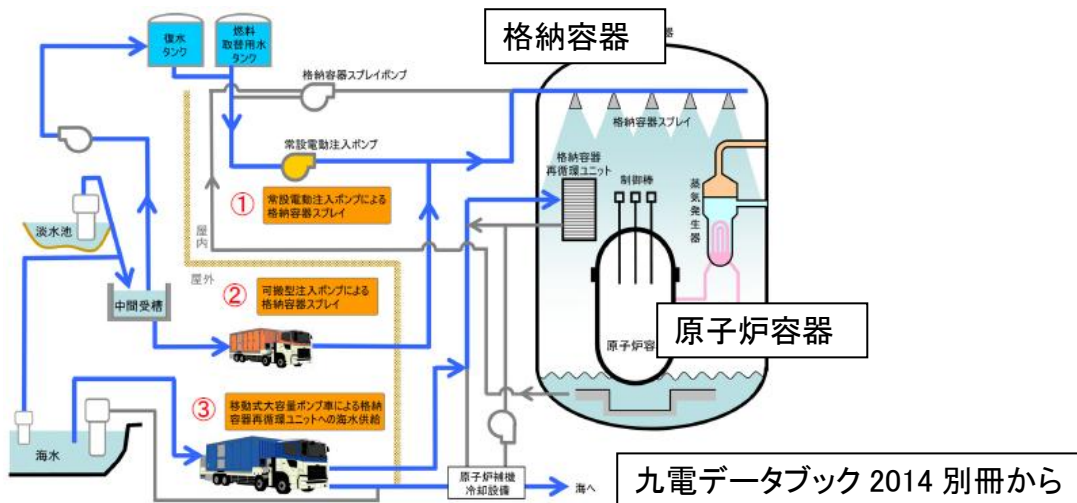 復水
タンク
燃料
取替用水
タンク
格納容器
器
格納容器スプレイポンプ
格納容器スプレイ
常設電動注入ポンプ
格納容器
再循環ユニット
制御棒
蒸気発生器
① 常設電動注入ポンプによる
格納容器スプレイ
屋内
淡水池
屋外
② 可搬型注入ポンプによる
格納容器スプレイ
中間受槽
原子炉容器
原子炉容
③ 移動式大容量ポンプ車による格納
容器再循環ユニットへの海水供給
海水
原子炉補機
冷却設備
海へ
九電データブック 2014 別冊から